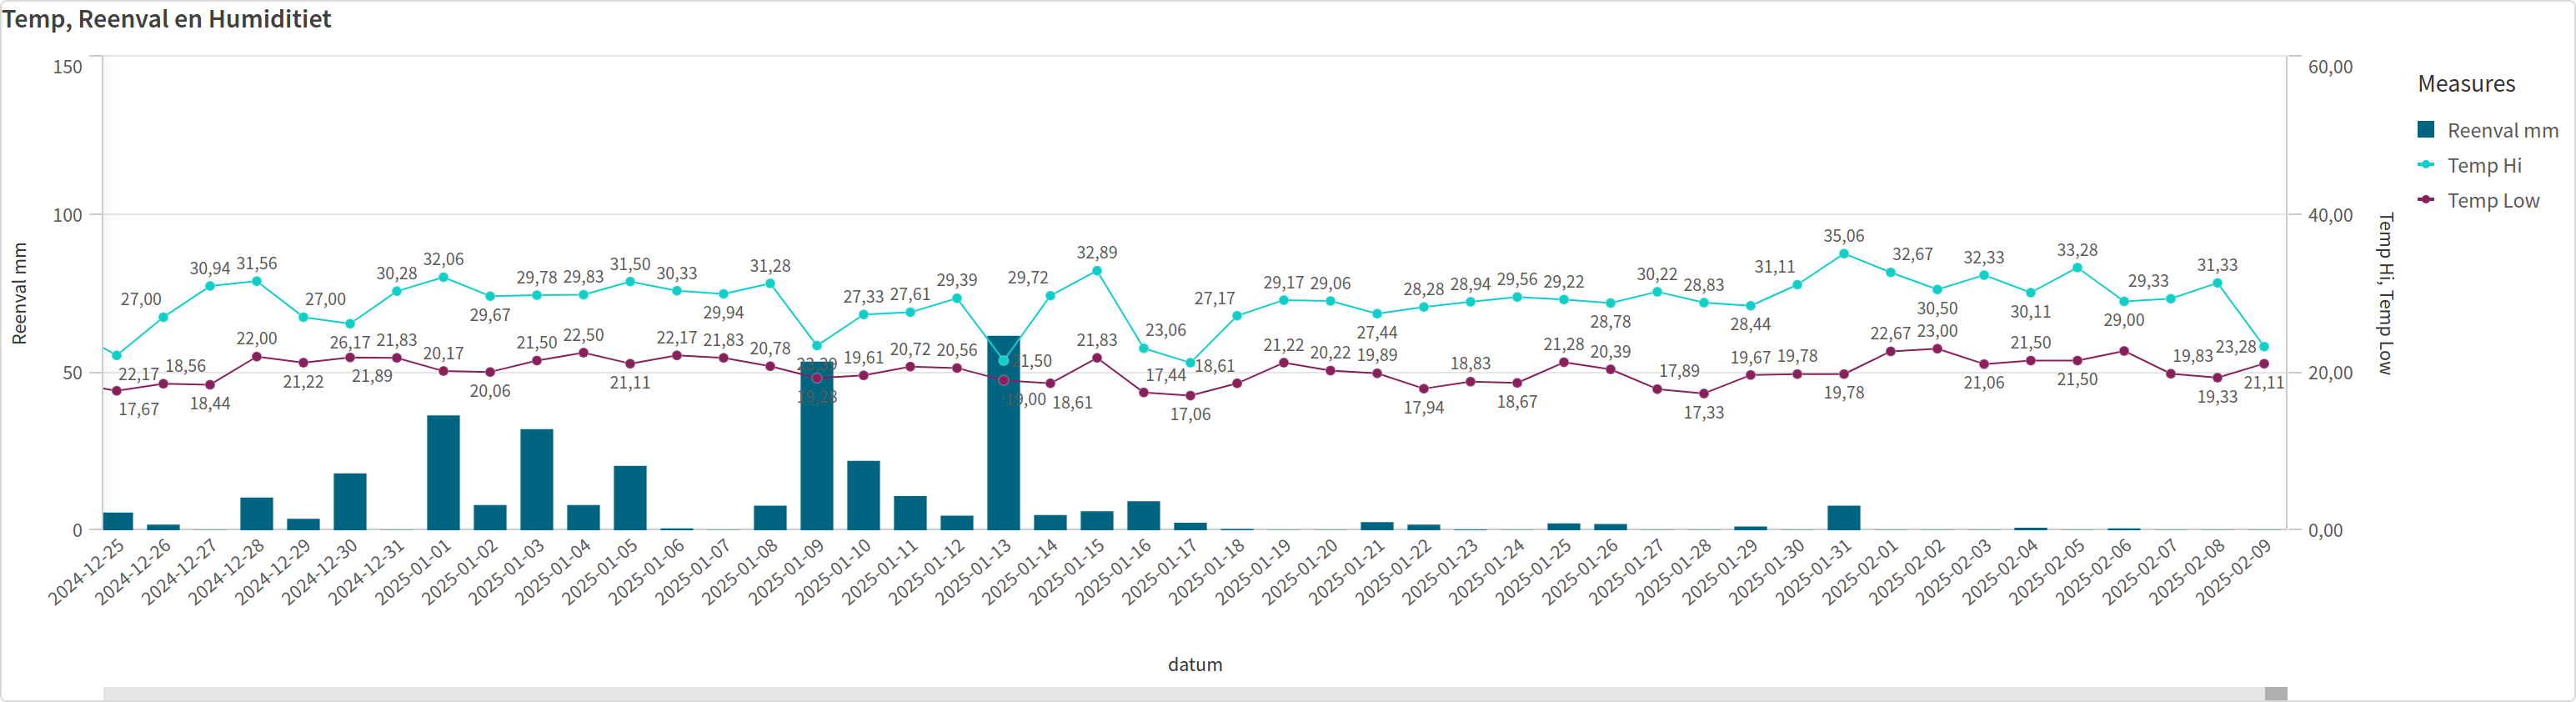 Temp, Reenval en Humiditiet
150
100
50
0
Reenval mm
60,00
40,00
20,00
0,00
Temp Hi, Temp Low
Measures
Reenval mm
Temp Hi
Temp Low
22,17 27,00 30,94 31,56 27,00 26,17 30,28 32,06 29,67 29,78 29,83 31,50 30,33 29,94 31,28 23,39 27,33 27,61 29,39 21,50 29,72 32,89 23,06 27,17 29,17 29,06 27,44 28,28 28,94 29,56 29,22 28,78 30,22 28,83 28,44 31,11 35,06 32,67 30,50 32,33 30,11 33,28 29,00 29,33 31,33 23,28
17,67 18,56 18,44 22,00 21,22 21,89 21,83 20,17 20,06 21,50 22,50 21,11 22,17 21,83 20,78 19,28 19,61 20,72 20,56 19,00 18,61 21,83 17,44 17,06 18,61 21,22 20,22 19,89 17,94 18,83 18,67 21,28 20,39 17,89 17,33 19,67 19,78 19,78 22,67 23,00 21,06 21,50 21,50 19,83 19,33 21,11
2024-12-25 2024-12-26 2024-12-27 2024-12-28 2024-12-29 2024-12-30 2024-12-31 2025-01-01 2025-01-02 2025-01-03 2025-01-04 2025-01-05 2025-01-06 2025-01-07 2025-01-08 2025-01-09 2025-01-10 2025-01-11 2025-01-12 2025-01-13 2025-01-14 2025-01-15 2025-01-16 2025-01-17 2025-01-18 2025-01-19 2025-01-20 2025-01-21 2025-01-22 2025-01-23 2025-01-24 2025-01-25 2025-01-26 2025-01-27 2025-01-28 2025-01-29 2025-01-30 2025-01-31 2025-02-01 2025-02-02 2025-02-03 2025-02-04 2025-02-05 2025-02-06 2025-02-07 2025-02-08 2025-02-09
datum